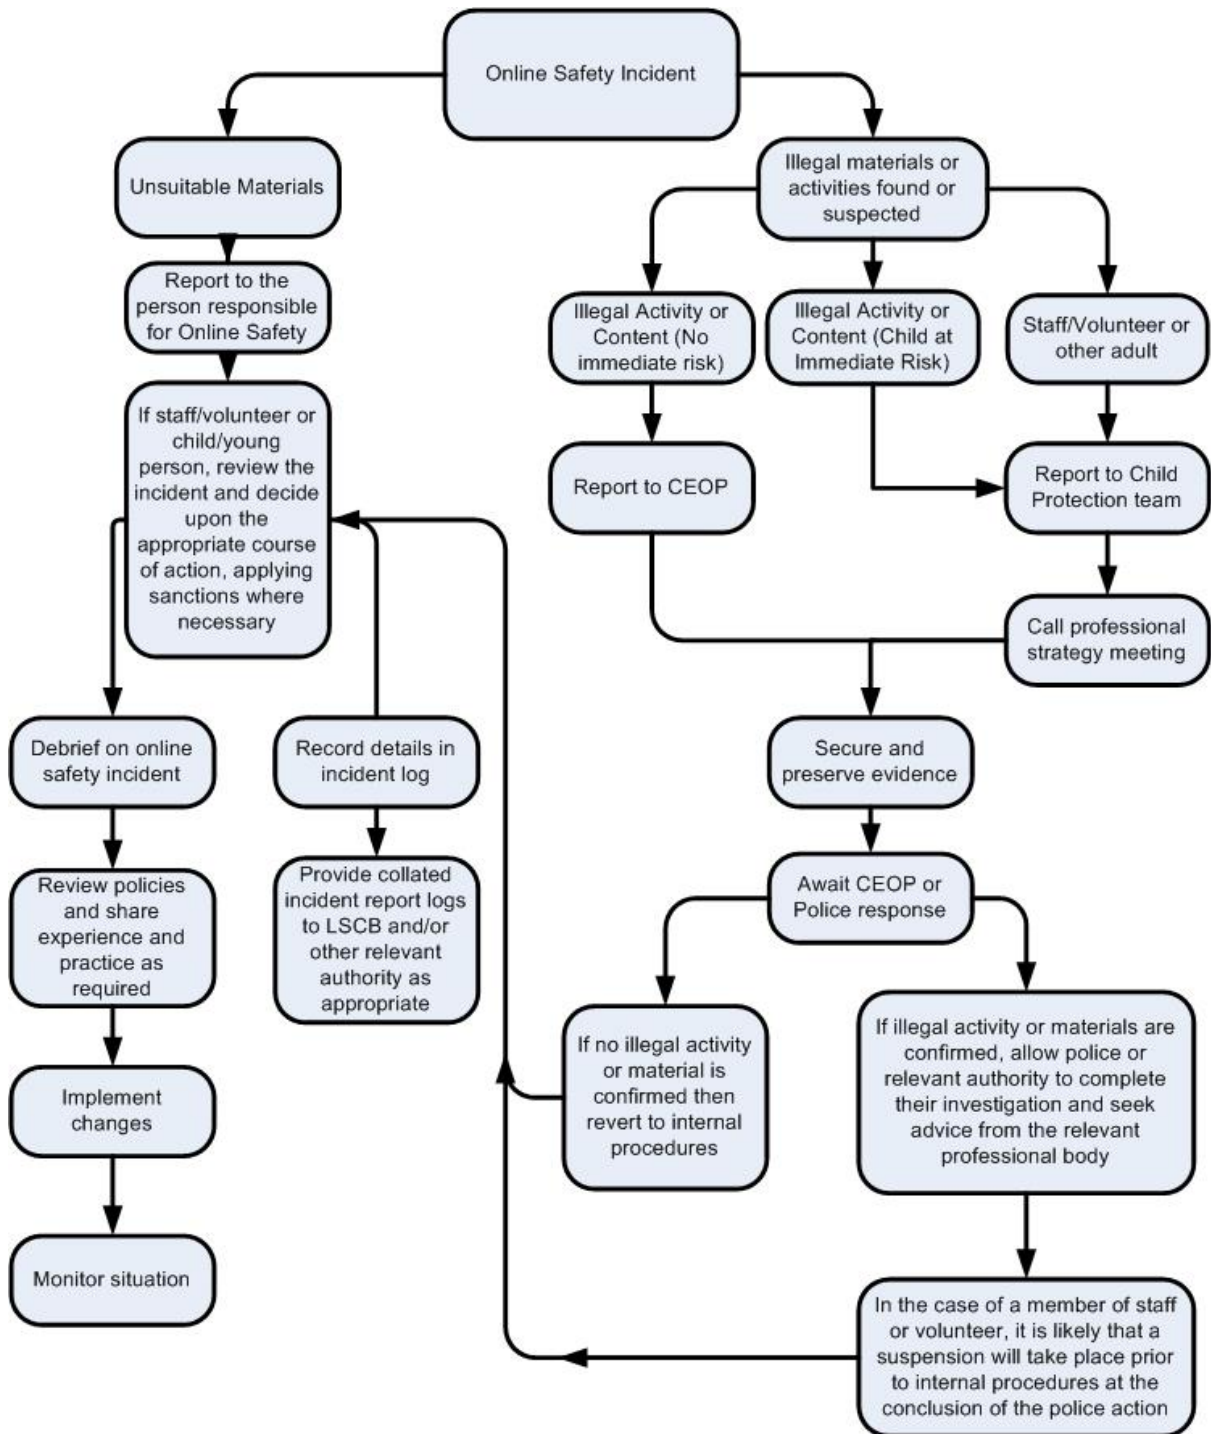 Online Safety Incident
Unsuitable Materials
Illegal materials or
activities found or
suspected
Report to the
person responsible
for Online Safety
Illegal Activity or
Content (No
immediate risk)
Illegal Activity or
Content (Child at
Immediate Risk)
Staff/Volunteer or
other adult
If staff/volunteer or
child/young
person, review the
incident and decide
upon the
appropriate course
of action, applying
sanctions where
necessary
Report to CEOP
Report to Child
Protection team
Call professional
strategy meeting
Debrief on online
safety incident
Record details in
incident log
Secure and
preserve evidence
Review policies
and share
experience and
practice as
required
Provide collated
incident report logs
to LSCB and/or
other relevant
authority as
appropriate
Await CEOP or
Police response
If no illegal activity
or material is
confirmed then
revert to internal
procedures
If illegal activity or materials are
confirmed, allow police or
relevant authority to complete
their investigation and seek
advice from the relevant
professional body
Implement
changes
Monitor situation
In the case of a member of staff
or volunteer, it is likely that a
suspension will take place prior
to internal procedures at the
conclusion of the police action